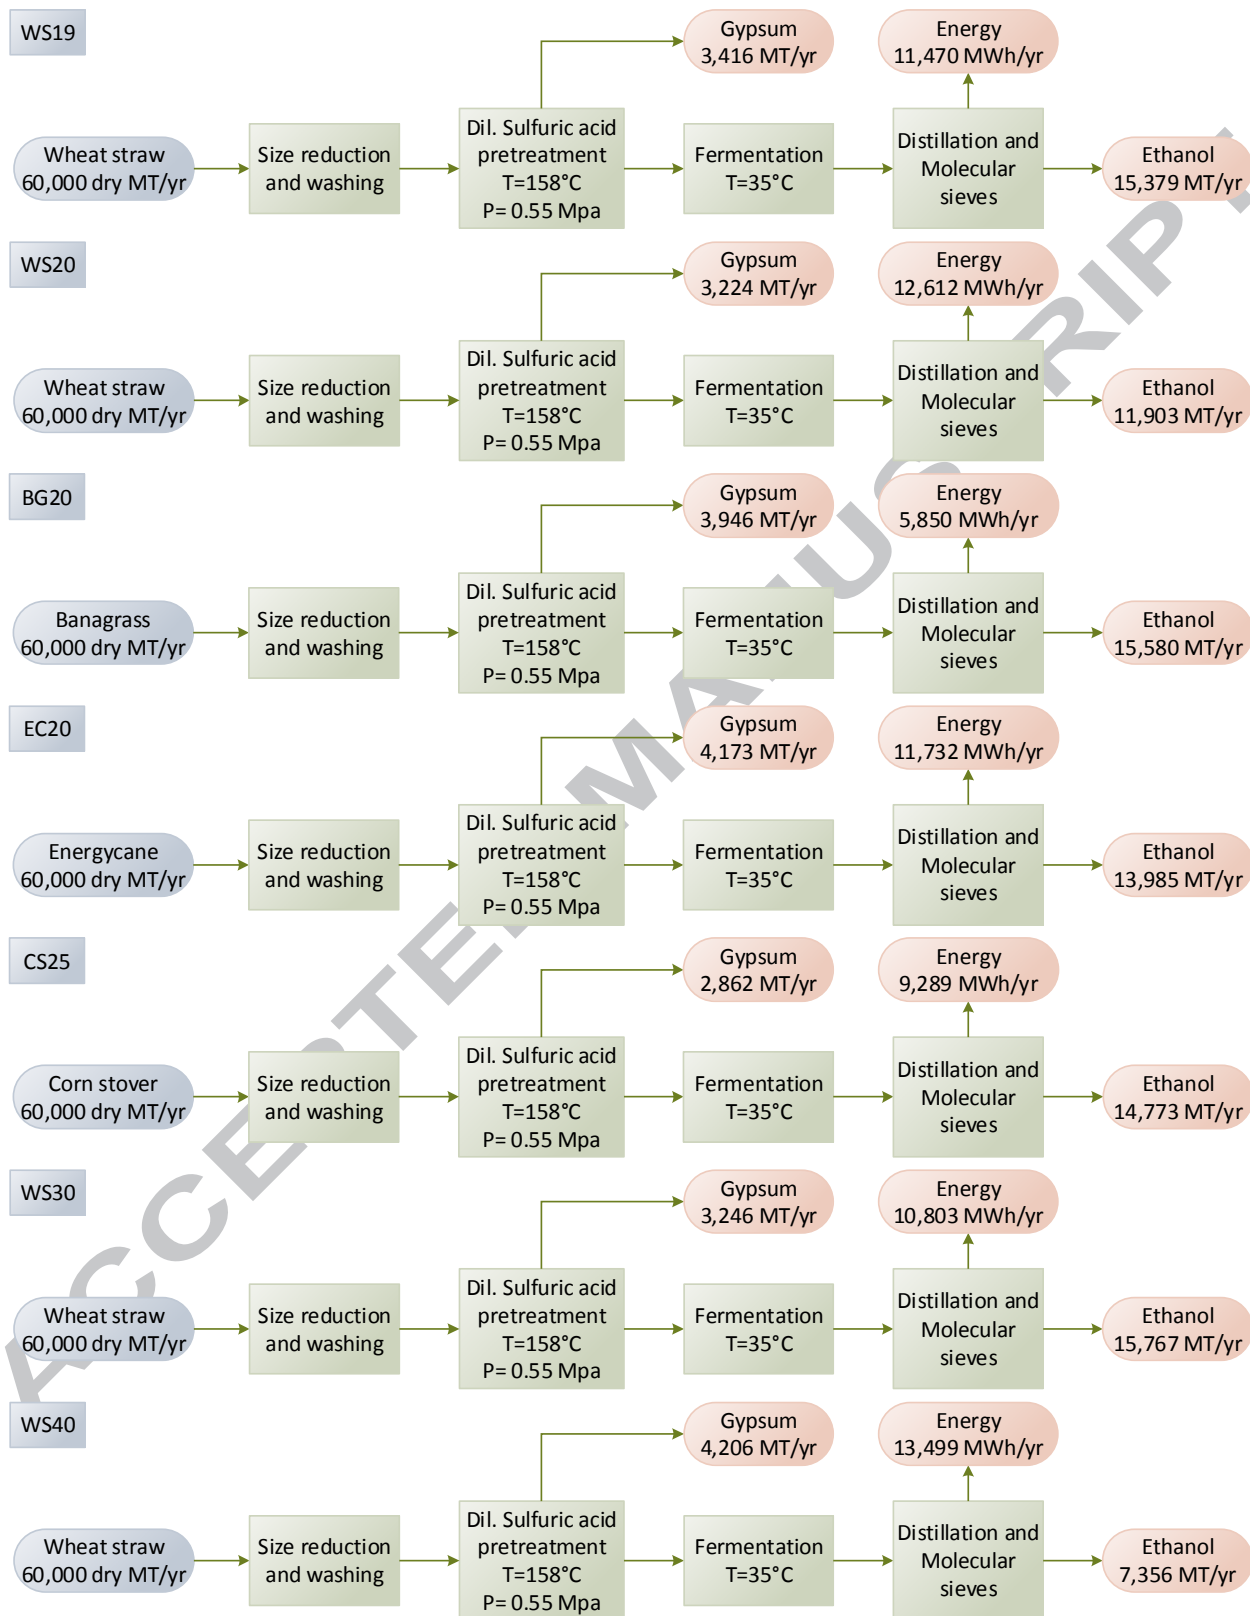 WS19
Gypsum
3,416 MT/yr
Energy
11,470 MWh/yr
Wheat straw
60,000 dry MT/yr
Size reduction
and washing
Dil. Sulfuric acid
pretreatment
T=158°C
P= 0.55 Mpa
Fermentation
T=35°C
Distillation and
Molecular
sieves
Ethanol
15,379 MT/yr
WS20
Gypsum
3,224 MT/yr
Energy
12,612 MWh/yr
Wheat straw
60,000 dry MT/yr
Size reduction
and washing
Dil. Sulfuric acid
pretreatment
T=158°C
P= 0.55 Mpa
Fermentation
T=35°C
Distillation and
Molecular
sieves
Ethanol
11,903 MT/yr
BG20
Gypsum
3,946 MT/yr
Energy
5,850 MWh/yr
Banagrass
60,000 dry MT/yr
Size reduction
and washing
Dil. Sulfuric acid
pretreatment
T=158°C
P= 0.55 Mpa
Fermentation
T=35°C
Distillation and
Molecular
sieves
Ethanol
15,580 MT/yr
EC20
Gypsum
4,173 MT/yr
Energy
11,732 MWh/yr
Energycane
60,000 dry MT/yr
Size reduction
and washing
Dil. Sulfuric acid
pretreatment
T=158°C
P= 0.55 Mpa
Fermentation
T=35°C
Distillation and
Molecular
sieves
Ethanol
13,985 MT/yr
CS25
Gypsum
2,862 MT/yr
Energy
9,289 MWh/yr
Corn stover
60,000 dry MT/yr
Size reduction
and washing
Dil. Sulfuric acid
pretreatment
T=158°C
P= 0.55 Mpa
Fermentation
T=35°C
Distillation and
Molecular
sieves
Ethanol
14,773 MT/yr
WS30
Gypsum
3,246 MT/yr
Energy
10,803 MWh/yr
Wheat straw
60,000 dry MT/yr
Size reduction
and washing
Dil. Sulfuric acid
pretreatment
T=158°C
P= 0.55 Mpa
Fermentation
T=35°C
Distillation and
Molecular
sieves
Ethanol
15,767 MT/yr
WS40
Gypsum
4,206 MT/yr
Energy
13,499 MWh/yr
Wheat straw
60,000 dry MT/yr
Size reduction
and washing
Dil. Sulfuric acid
pretreatment
T=158°C
P= 0.55 Mpa
Fermentation
T=35°C
Distillation and
Molecular
sieves
Ethanol
7,356 MT/yr
ACCEPTED MANUSCRIPT